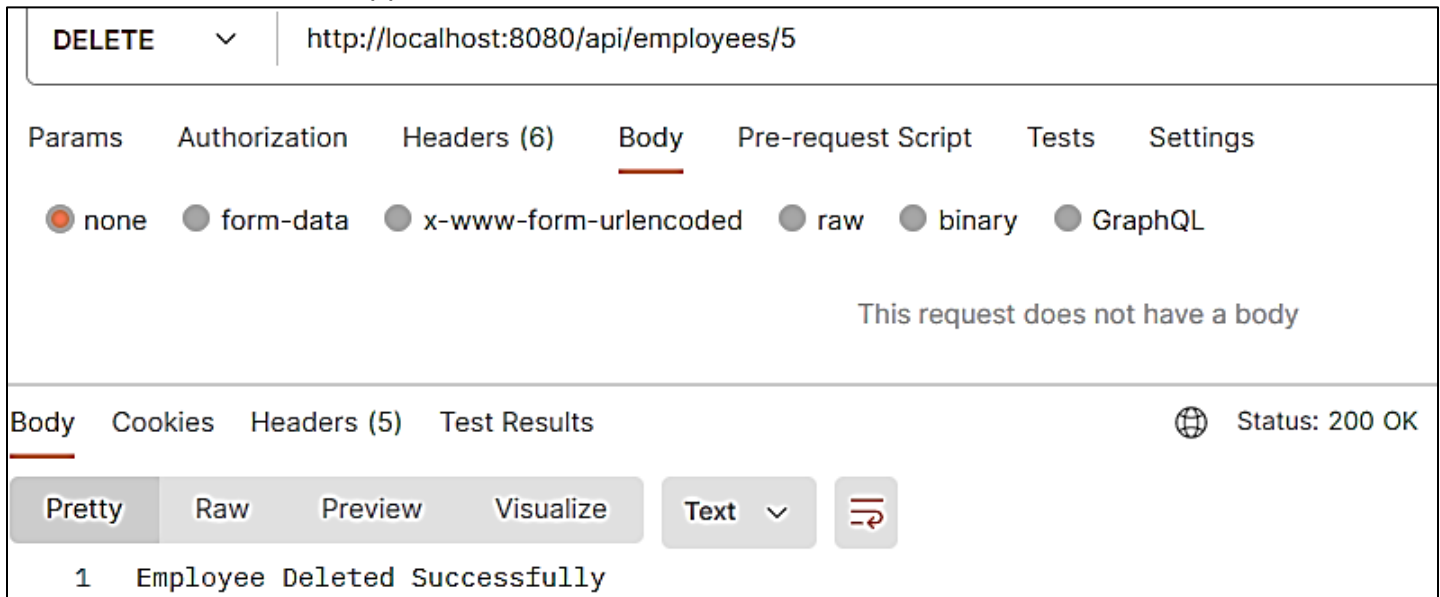 DELETE http://localhost:8080/api/employees/5
Params Authorization Headers (6) Body Pre-request Script Tests Settings
none form-data x-www-form-urlencoded raw binary GraphQL
This request does not have a body
Body Cookies Headers (5) Test Results Status: 200 OK
Pretty Raw Preview Visualize Text
1 Employee Deleted Successfully